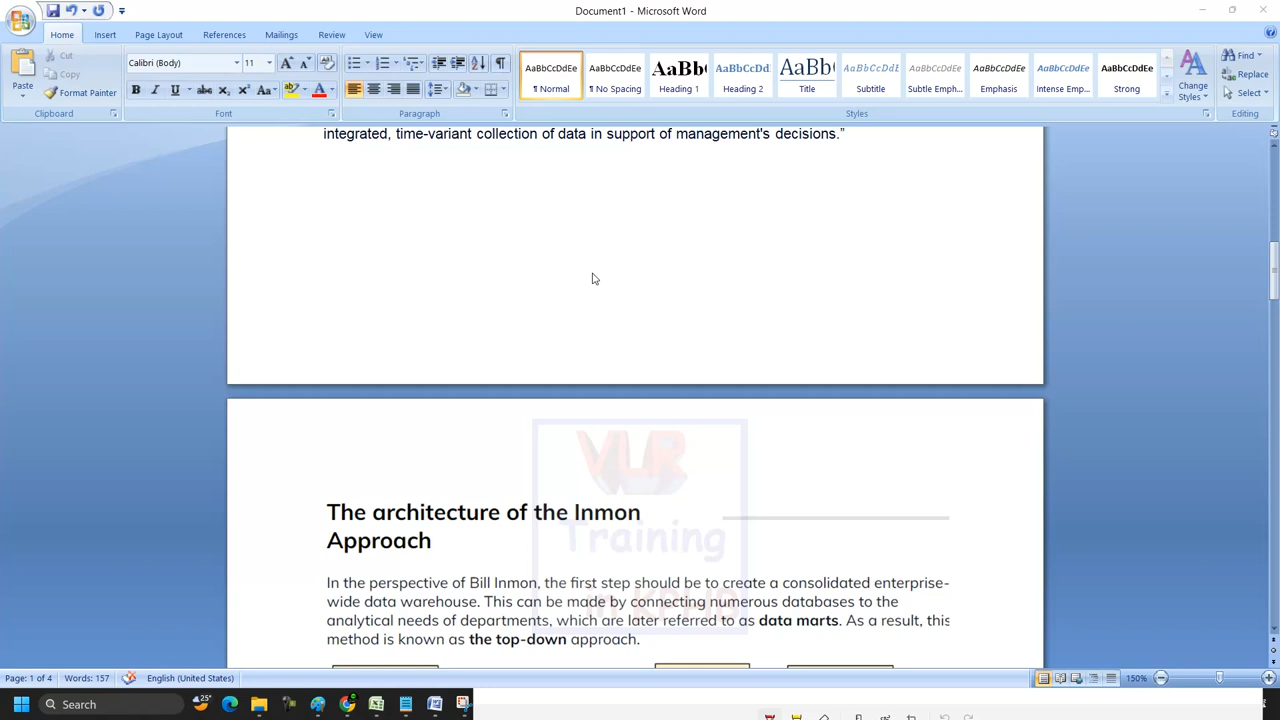 Document1 - Microsoft Word
Home Insert Page Layout References Mailings Review View
Paste
Cut
Copy
Format Painter
Clipboard
Calibri (Body) 11
Font
Paragraph
AaBbCcDdEe AaBbCcDdEe AaBb( AaBbCcDd. AaBb( AaBbCcDdE AaBbCcDdEe AaBbCcDdEe AaBbCcDdEe AaBbCcDdEe
¶ Normal ¶ No Spacing Heading 1 Heading 2 Title Subtitle Subtle Emph... Emphasis Intense Emp... Strong
Styles
Change
Styles
Find
Replace
Select
Editing
integrated, time-variant collection of data in support of management's decisions.”
VLR
Training
in KPHB
The architecture of the Inmon
Approach
In the perspective of Bill Inmon, the first step should be to create a consolidated enterprise-
wide data warehouse. This can be made by connecting numerous databases to the
analytical needs of departments, which are later referred to as data marts. As a result, this
method is known as the top-down approach.
Page: 1 of 4 Words: 157 English (United States) 150%
Search
25°